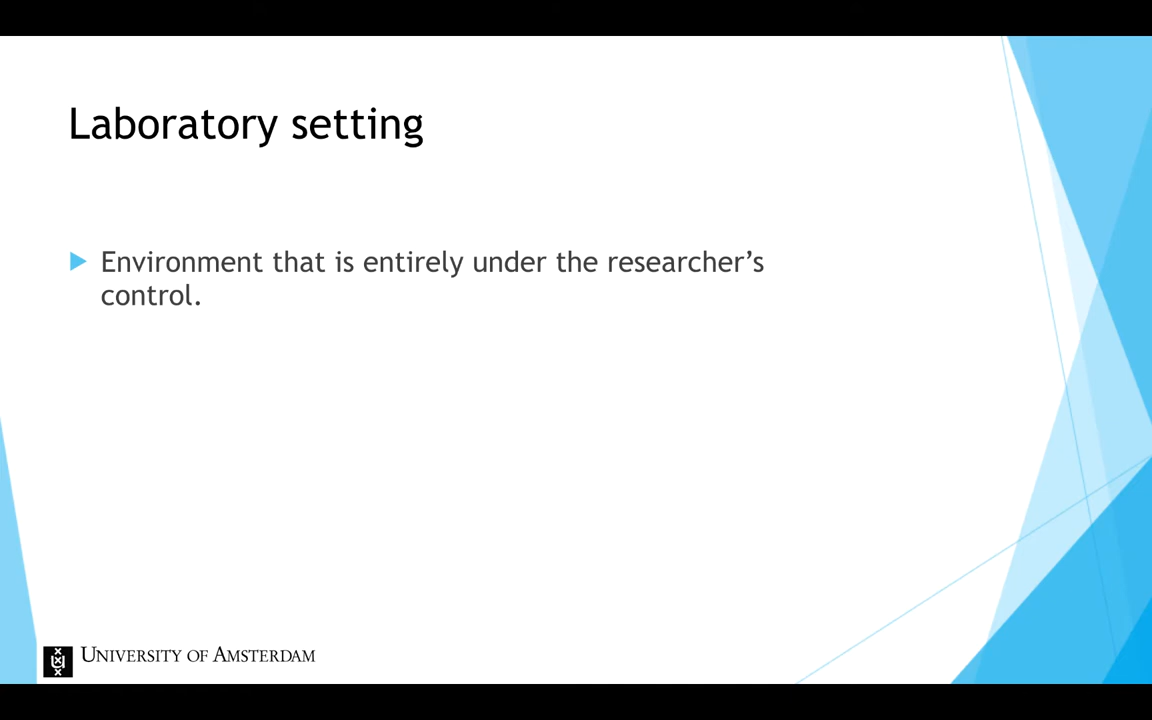 Laboratory setting
Environment that is entirely under the researcher's
control.
UNIVERSITY OF AMSTERDAM